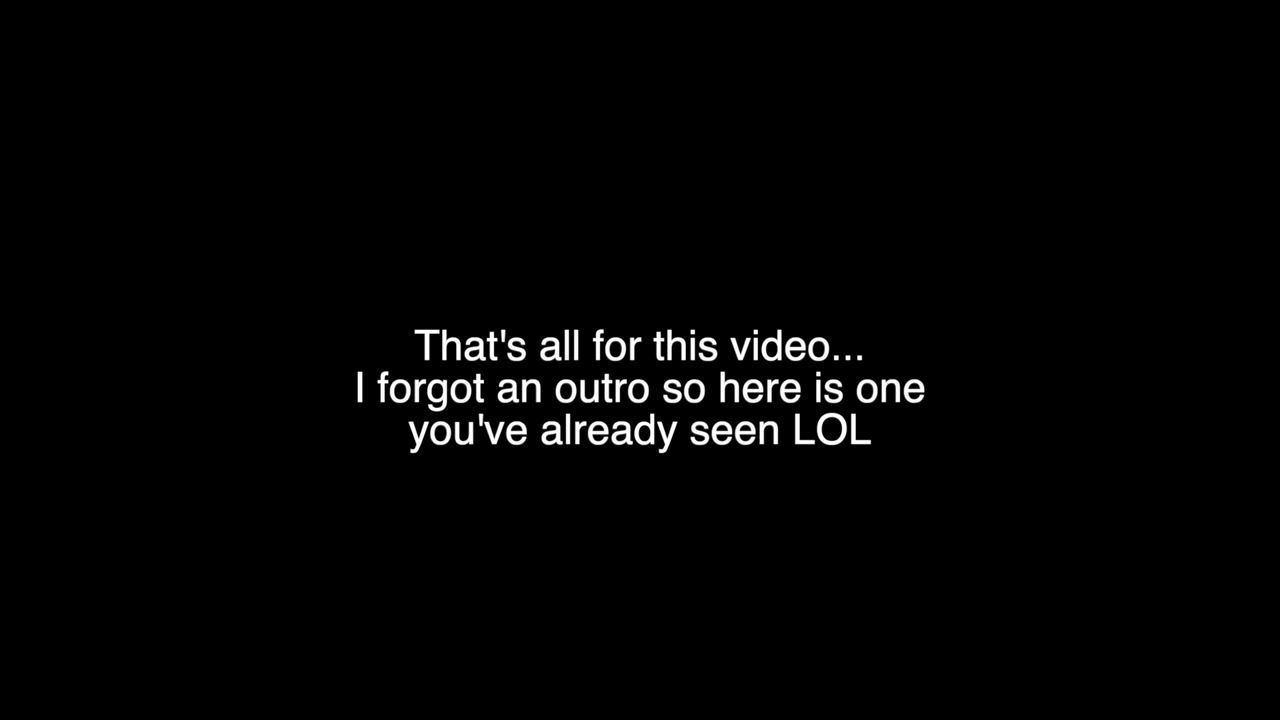 That's all for this video...
I forgot an outro so here is one
you've already seen LOL